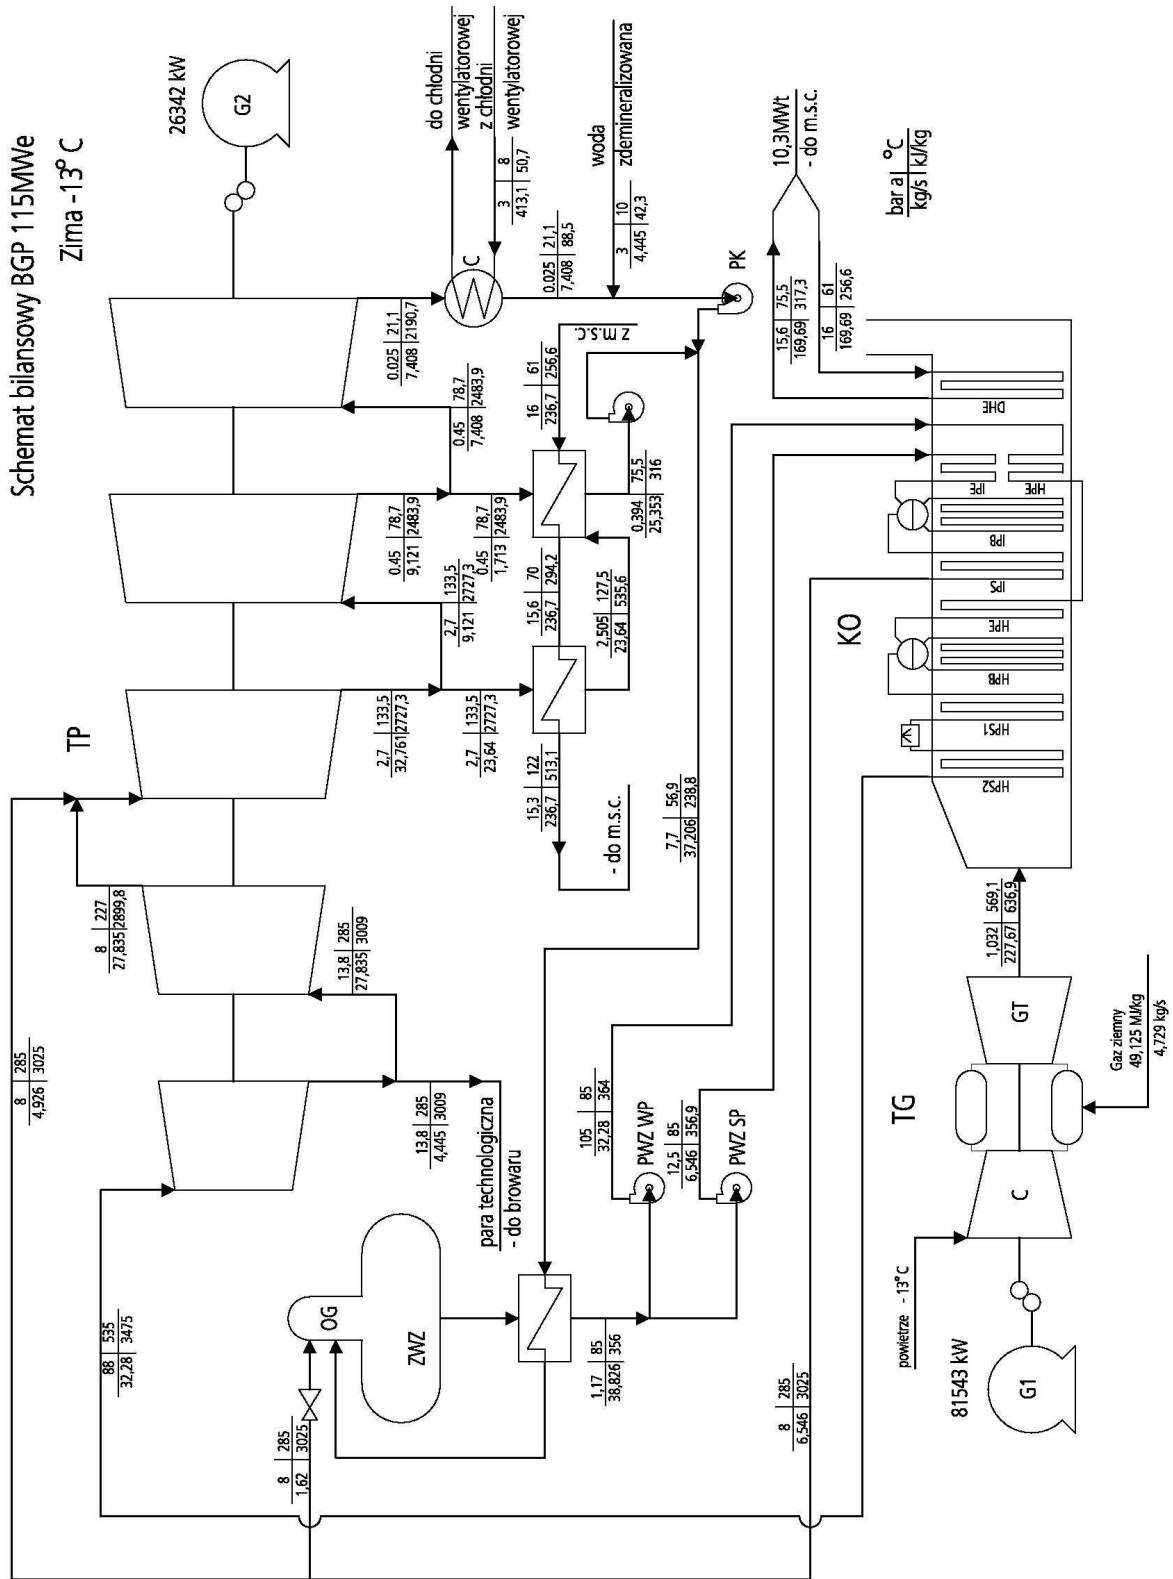 Schemat bilansowy BGP 115MWe
Zima -13° C
26342 kW
G2
TP
do chłodni
wentylatorowej
z chłodni
wentylatorowej
3 8
413,1 50,7
C
0.025 21,1
7,408 2190,7
0.025 21,1
7,408 88,5
woda
zdemineralizowana
3 10
4,445 42,3
PK
0.45 78,7
7,408 2483,9
0.45 78,7
9,121 2483,9
0.45 78,7
1,713 2483,9
2,7 133,5
9,121 2727,3
2,7 133,5
32,761 2727,3
2,7 133,5
23,64 2727,3
z m.s.c.
16 61
236,7 256,6
0,394 75,5
25,353 316
15,6 70
236,7 294,2
2,505 127,5
23,64 535,6
15,3 122
236,7 513,1
- do m.s.c.
7,7 56,9
37,206 238,8
8 227
27,835 2899,8
13,8 285
27,835 3009
8 285
4,926 3025
13,8 285
4,445 3009
para technologiczna
- do browaru
88 535
32,28 3475
OG
ZWZ
8 285
1,62 3025
1,17 85
38,826 356
105 85
32,28 364
PWZ WP
12,5 85
6,546 356,9
PWZ SP
8 285
6,546 3025
10,3MWt
- do m.s.c.
15,6 75,5
169,69 317,3
16 61
169,69 256,6
bar a °C
kg/s kJ/kg
KO
DHE
IPE
HPE
IPB
IPS
HPE
HPB
HPS1
HPS2
1,032 569,1
227,67 636,9
TG
GT
C
Gaz ziemny
49,125 MJ/kg
4,729 kg/s
powietrze - 13°C
81543 kW
G1